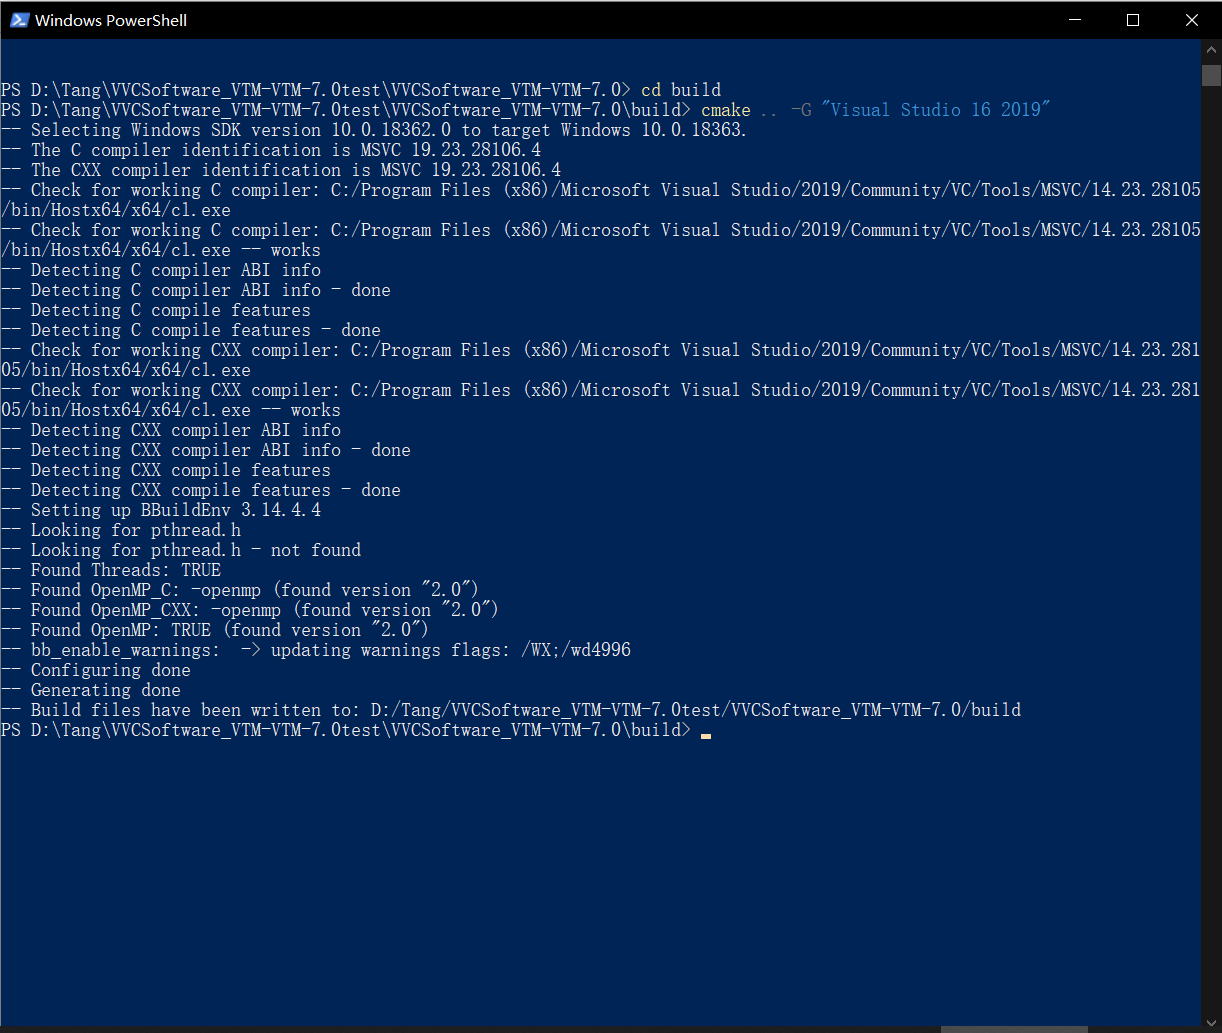 Windows PowerShell
PS D:\Tang\VVCSoftware_VTM-VTM-7.0test\VVCSoftware_VTM-VTM-7.0> cd build
PS D:\Tang\VVCSoftware_VTM-VTM-7.0test\VVCSoftware_VTM-VTM-7.0\build> cmake .. -G "Visual Studio 16 2019"
-- Selecting Windows SDK version 10.0.18362.0 to target Windows 10.0.18363.
-- The C compiler identification is MSVC 19.23.28106.4
-- The CXX compiler identification is MSVC 19.23.28106.4
-- Check for working C compiler: C:/Program Files (x86)/Microsoft Visual Studio/2019/Community/VC/Tools/MSVC/14.23.28105
/bin/Hostx64/x64/cl.exe
-- Check for working C compiler: C:/Program Files (x86)/Microsoft Visual Studio/2019/Community/VC/Tools/MSVC/14.23.28105
/bin/Hostx64/x64/cl.exe -- works
-- Detecting C compiler ABI info
-- Detecting C compiler ABI info - done
-- Detecting C compile features
-- Detecting C compile features - done
-- Check for working CXX compiler: C:/Program Files (x86)/Microsoft Visual Studio/2019/Community/VC/Tools/MSVC/14.23.281
05/bin/Hostx64/x64/cl.exe
-- Check for working CXX compiler: C:/Program Files (x86)/Microsoft Visual Studio/2019/Community/VC/Tools/MSVC/14.23.281
05/bin/Hostx64/x64/cl.exe -- works
-- Detecting CXX compiler ABI info
-- Detecting CXX compiler ABI info - done
-- Detecting CXX compile features
-- Detecting CXX compile features - done
-- Setting up BBuildEnv 3.14.4.4
-- Looking for pthread.h
-- Looking for pthread.h - not found
-- Found Threads: TRUE
-- Found OpenMP_C: -openmp (found version "2.0")
-- Found OpenMP_CXX: -openmp (found version "2.0")
-- Found OpenMP: TRUE (found version "2.0")
-- bb_enable_warnings:  -> updating warnings flags: /WX;/wd4996
-- Configuring done
-- Generating done
-- Build files have been written to: D:/Tang/VVCSoftware_VTM-VTM-7.0test/VVCSoftware_VTM-VTM-7.0/build
PS D:\Tang\VVCSoftware_VTM-VTM-7.0test\VVCSoftware_VTM-VTM-7.0\build>